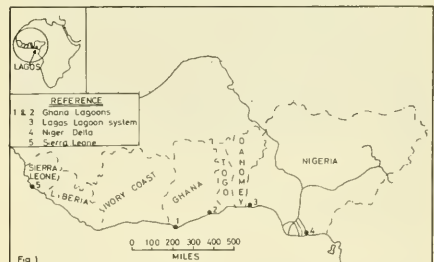 LAGOS
REFERENCE
1 & 2 Ghana Lagoons
3 Lagos Lagoon system
4 Niger Delta
5 Sierra Leone
SIERRA
LEONE
5
LIBERIA
IVORY COAST
GHANA
TOGO
DAHOMEY
NIGERIA
1
2
3
4
0 100 200 300 400 500
MILES
Fig 1